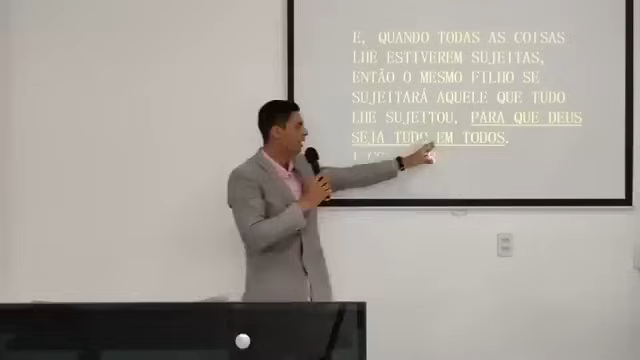 E, QUANDO TODAS AS COISAS
LHE ESTIVEREM SUJEITAS,
ENTÃO O MESMO FILHO SE
SUJEITARÁ AQUELE QUE TUDO
LHE SUJEITOU, PARA QUE DEUS
SEJA TUDO EM TODOS.